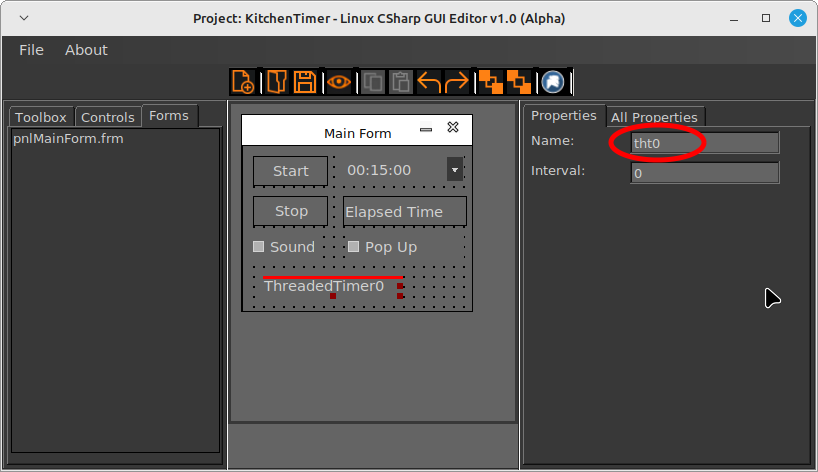 Project: KitchenTimer - Linux CSharp GUI Editor v1.0 (Alpha)
File About
Toolbox Controls Forms
pnlMainForm.frm
Main Form
Start 00:15:00
Stop Elapsed Time
Sound Pop Up
ThreadedTimer0
Properties All Properties
Name: tht0
Interval: 0